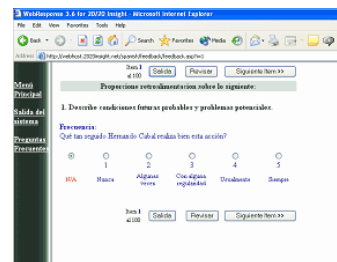 WebResponse 3.6 for 20/20 Insight - Microsoft Internet Explorer
File Edit View Favorites Tools Help
Back Search Favorites Media
Address http://webhost.2020insight.net/spanish/feedback/feedback.asp?i=1
Item 1 al 100 Salida Revisar Siguiente Item >>
Menú Principal
Salida del sistema
Preguntas Frecuentes
Proporcione retroalimentacion sobre lo siguiente:
1. Describe condiciones futuras probables y problemas potenciales.
Frecuencia:
Qué tan seguido Hernando Cabal realiza bien esta acción?
1 2 3 4 5
N/A Nunca Algunas veces Con alguna regularidad Usualmente Siempre
Item 1 al 100 Salida Revisar Siguiente Item >>